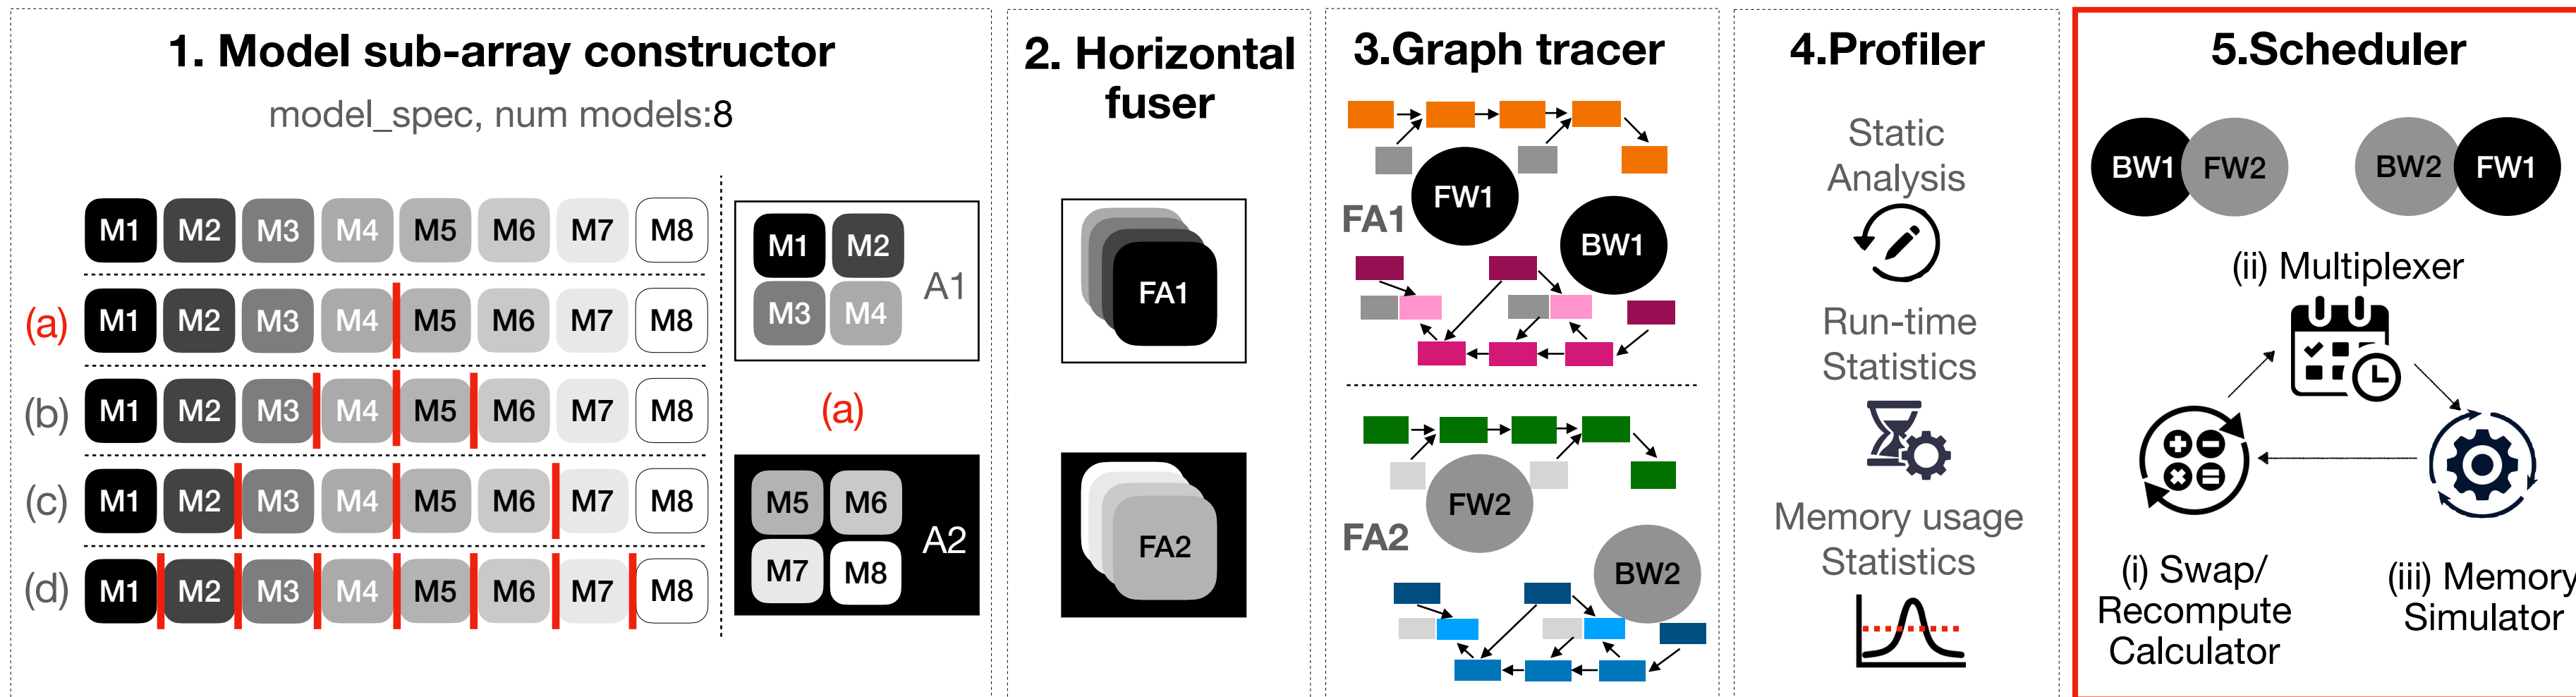 1. Model sub-array constructor
model_spec, num models:8
M1 M2 M3 M4 M5 M6 M7 M8
(a) M1 M2 M3 M4 M5 M6 M7 M8
(b) M1 M2 M3 M4 M5 M6 M7 M8
(c) M1 M2 M3 M4 M5 M6 M7 M8
(d) M1 M2 M3 M4 M5 M6 M7 M8
M1 M2
A1
M3 M4
(a)
M5 M6
A2
M7 M8
2. Horizontal
fuser
FA1
FA2
3.Graph tracer
FW1
FA1
BW1
FW2
FA2
BW2
4.Profiler
Static
Analysis
Run-time
Statistics
Memory usage
Statistics
5.Scheduler
BW1 FW2 BW2 FW1
(ii) Multiplexer
(i) Swap/
Recompute
Calculator
(iii) Memory
Simulator